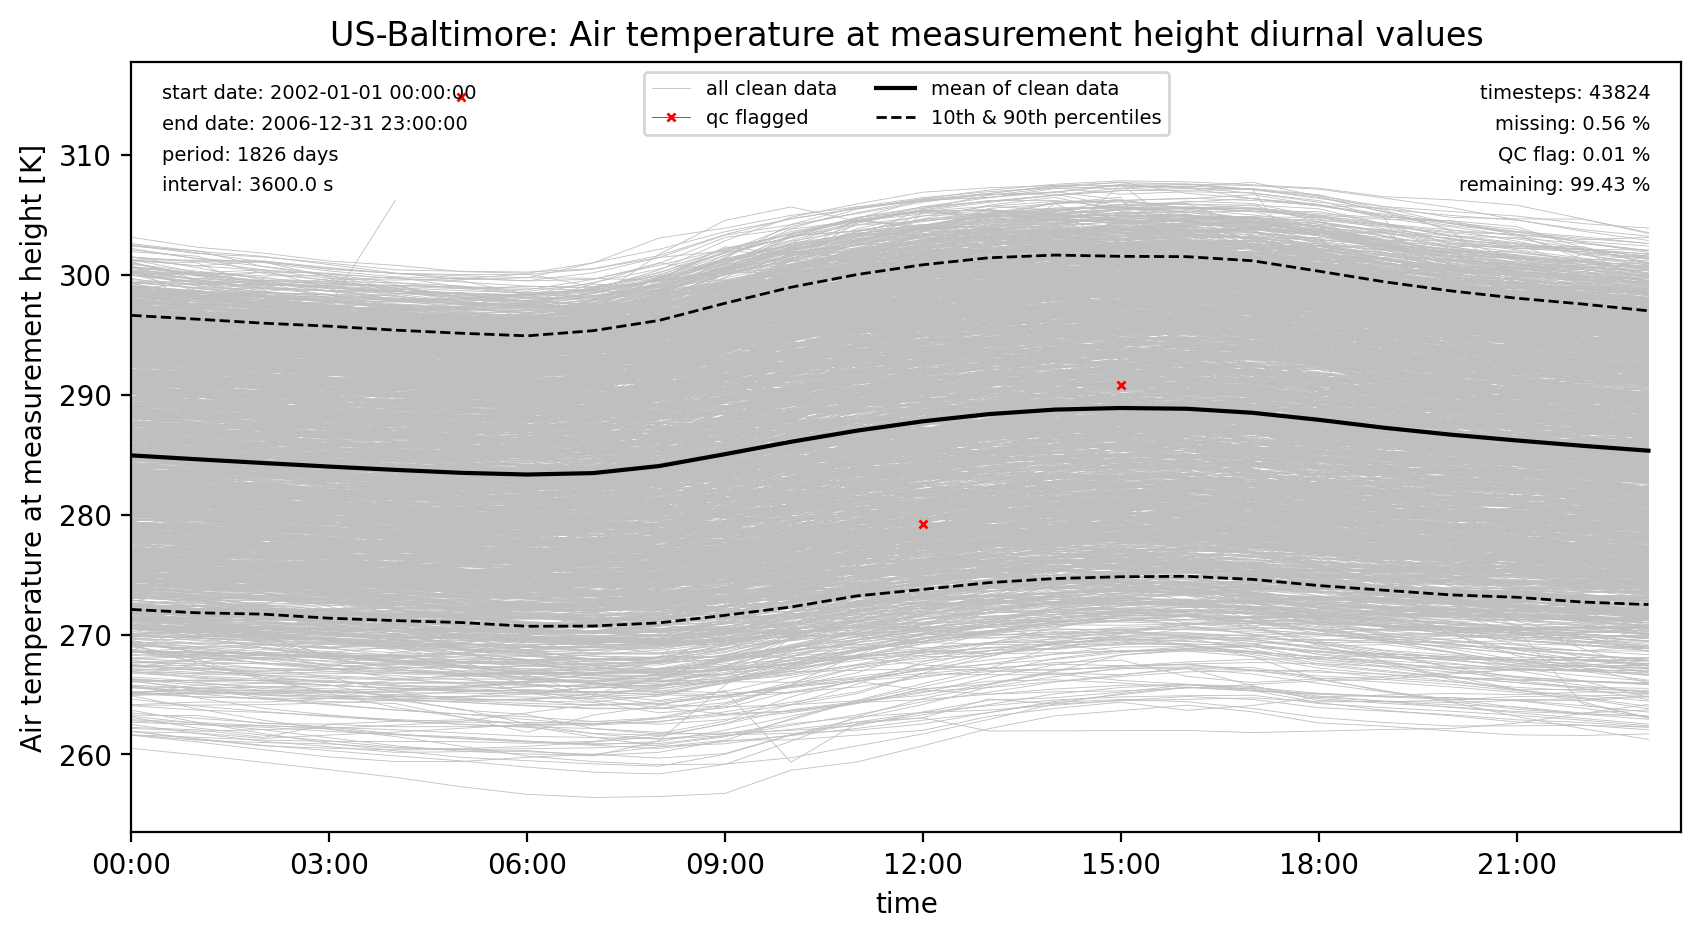 US-Baltimore: Air temperature at measurement height diurnal values
start date: 2002-01-01 00:00:00
end date: 2006-12-31 23:00:00
period: 1826 days
interval: 3600.0 s
all clean data
qc flagged
mean of clean data
10th & 90th percentiles
timesteps: 43824
missing: 0.56 %
QC flag: 0.01 %
remaining: 99.43 %
Air temperature at measurement height [K]
310
300
290
280
270
260
00:00 03:00 06:00 09:00 12:00 15:00 18:00 21:00
time